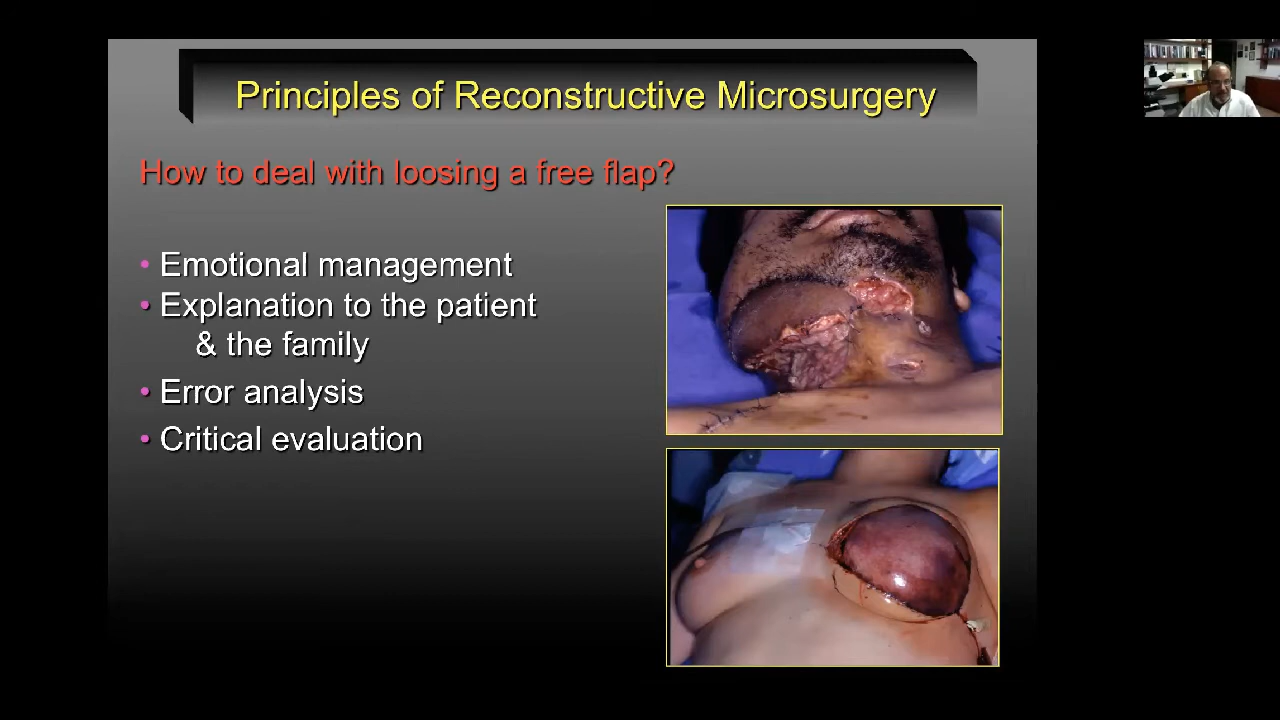 Principles of Reconstructive Microsurgery
How to deal with loosing a free flap?
• Emotional management
• Explanation to the patient
& the family
• Error analysis
• Critical evaluation